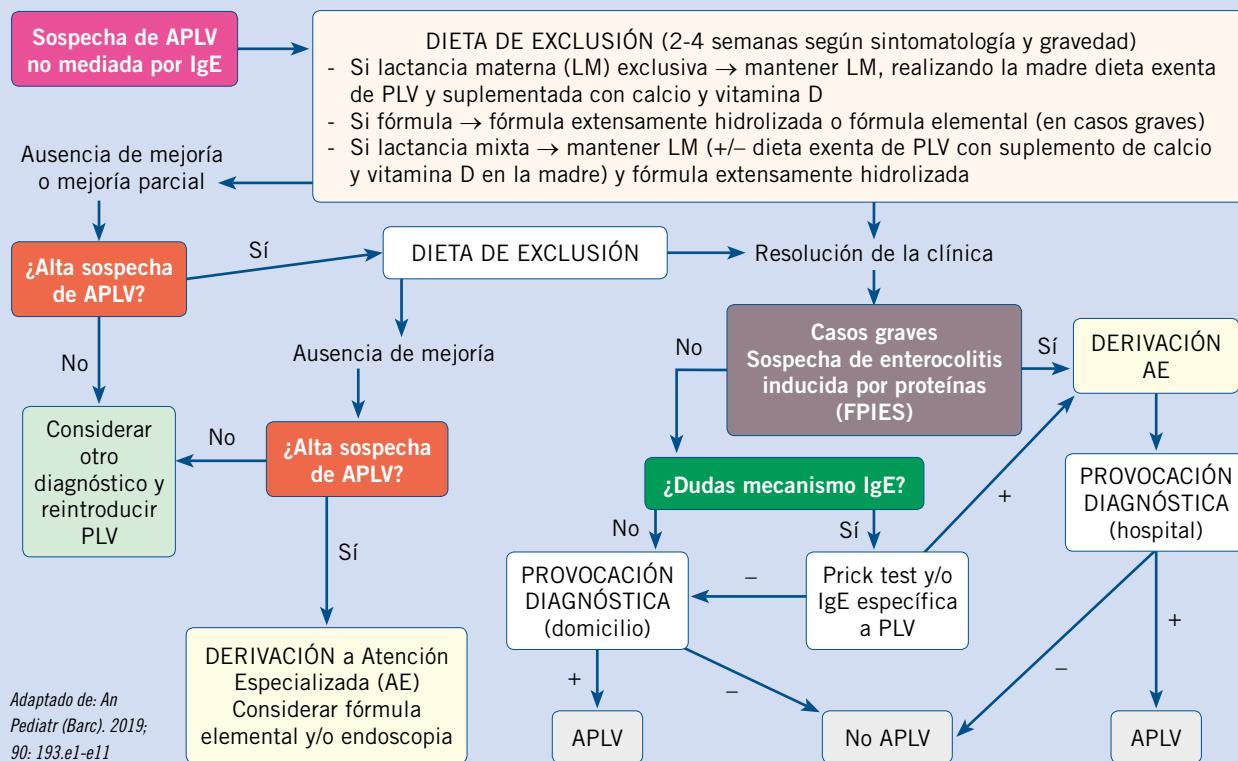 Sospecha de APLV
no mediada por IgE
DIETA DE EXCLUSIÓN (2-4 semanas según sintomatología y gravedad)
- Si lactancia materna (LM) exclusiva → mantener LM, realizando la madre dieta exenta
de PLV y suplementada con calcio y vitamina D
- Si fórmula → fórmula extensamente hidrolizada o fórmula elemental (en casos graves)
- Si lactancia mixta → mantener LM (+/– dieta exenta de PLV con suplemento de calcio
y vitamina D en la madre) y fórmula extensamente hidrolizada
Ausencia de mejoría
o mejoría parcial
¿Alta sospecha
de APLV?
Sí
DIETA DE EXCLUSIÓN
Resolución de la clínica
No
Ausencia de mejoría
No
Casos graves
Sospecha de enterocolitis
inducida por proteínas
(FPIES)
Sí
DERIVACIÓN
AE
Considerar
otro
diagnóstico y
reintroducir
PLV
No
¿Alta sospecha
de APLV?
Sí
¿Dudas mecanismo IgE?
No
Sí
+
PROVOCACIÓN
DIAGNÓSTICA
(hospital)
PROVOCACIÓN
DIAGNÓSTICA
(domicilio)
–
Prick test y/o
IgE específica
a PLV
DERIVACIÓN a Atención
Especializada (AE)
Considerar fórmula
elemental y/o endoscopia
+
–
–
+
APLV
No APLV
APLV
Adaptado de: An
Pediatr (Barc). 2019;
90: 193.e1-e11